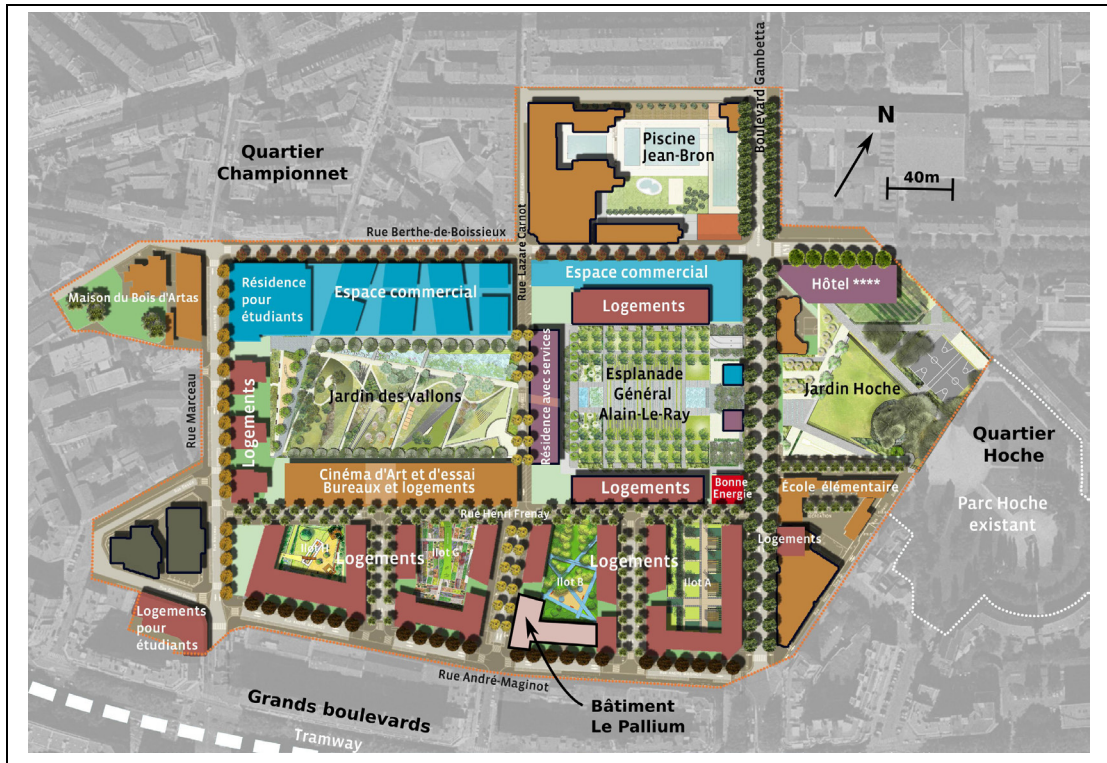 Boulevard Gambetta
N
40m
Piscine
Jean-Bron
Quartier
Championnet
Rue Berthe-de-Boissieux
Rue Lazare Carnot
Maison du Bois d'Artas
Résidence
pour
étudiants
Espace commercial
Espace commercial
Logements
Hôtel ****
Rue Marceau
Logements
Jardin des vallons
Résidence avec services
Esplanade
Général
Alain-Le-Ray
Jardin Hoche
Quartier
Hoche
Cinéma d'Art et d'essai
Bureaux et logements
Logements
Bonne
Energie
École élémentaire
Parc Hoche
existant
Rue Henri Frenay
Ilot H
Logements
Ilot G
Logements
Ilot B
Ilot A
Logements
Logements
pour
étudiants
Rue André-Maginot
Grands boulevards
Tramway
Bâtiment
Le Pallium